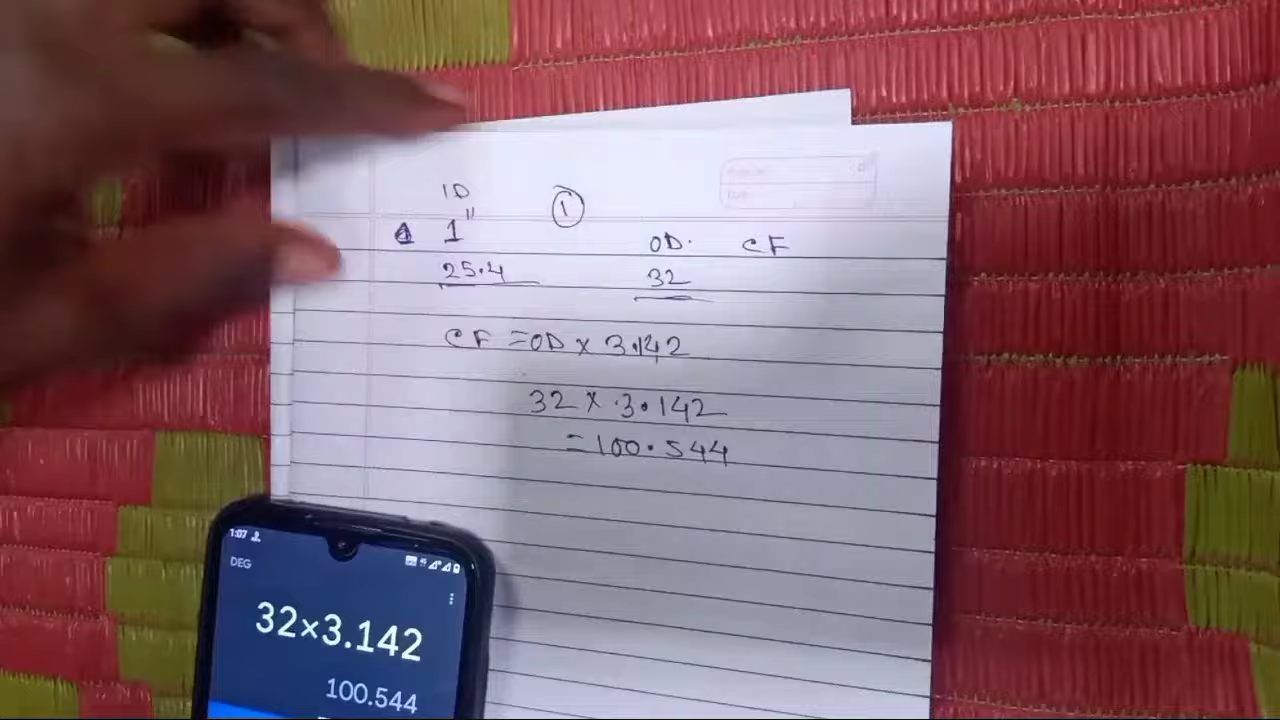 ID
1" ①
OD. CF
25.4 32
CF = OD × 3.142
32 × 3.142
= 100.544
1:07
DEG
32×3.142
100.544